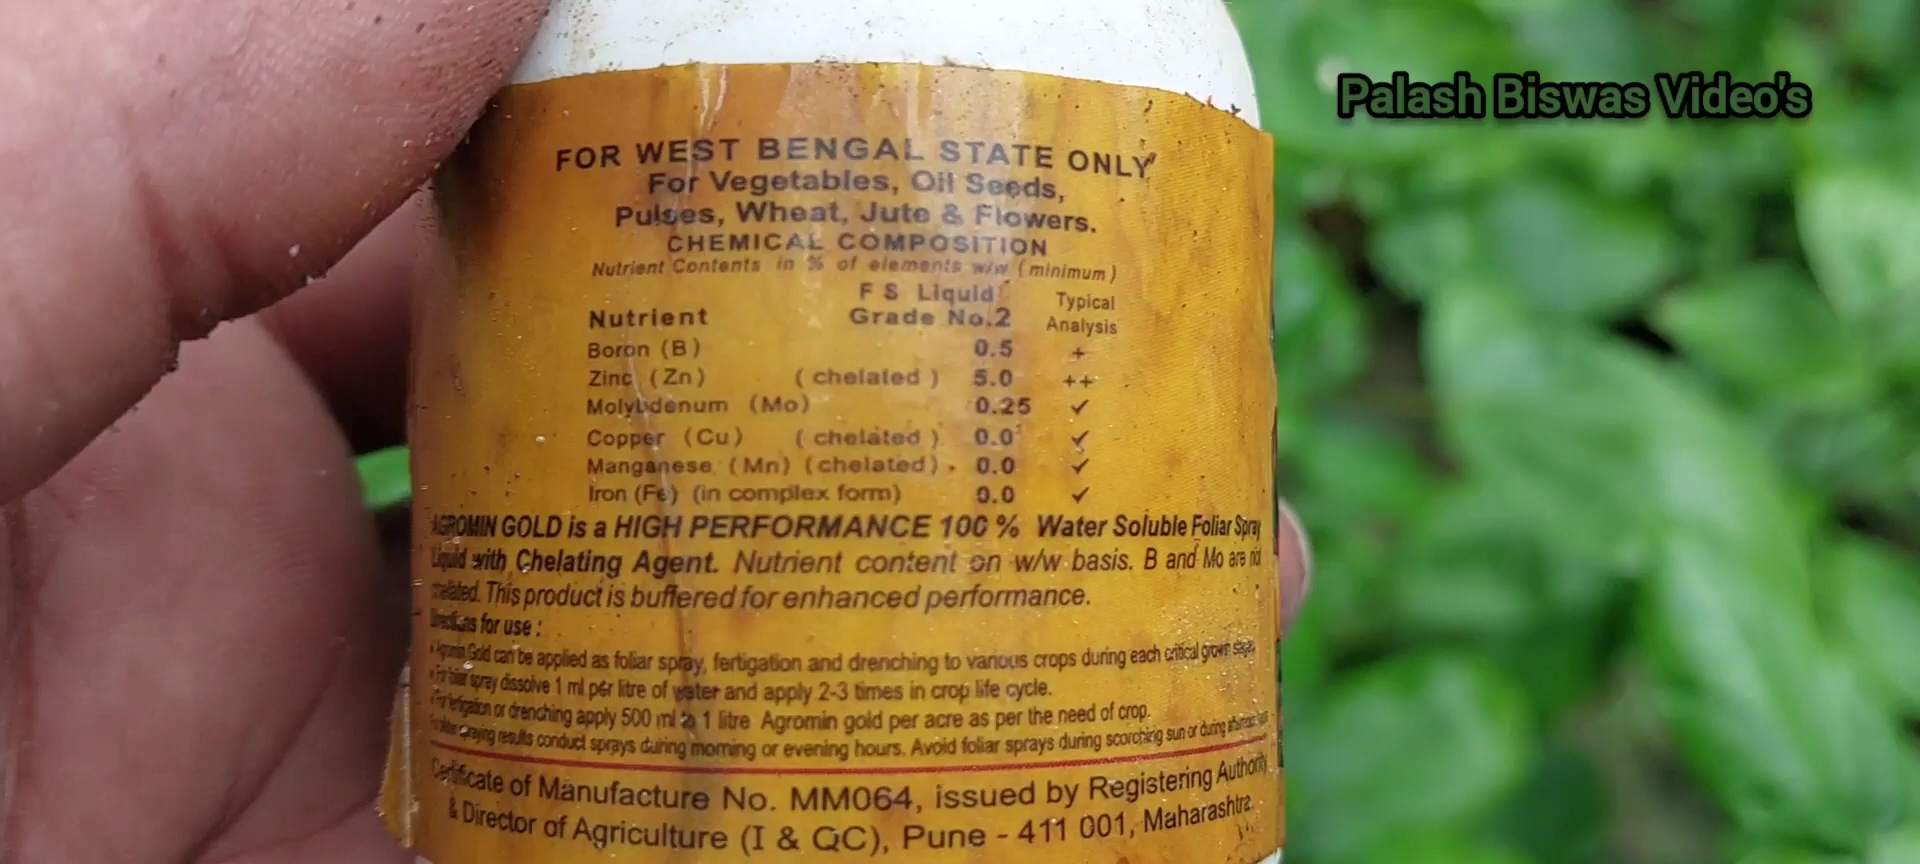 Palash Biswas Video's
FOR WEST BENGAL STATE ONLY
For Vegetables, Oil Seeds,
Pulses, Wheat, Jute & Flowers.
CHEMICAL COMPOSITION
Nutrient Contents in % of elements w/w (minimum)
F S Liquid Typical
Nutrient Grade No.2 Analysis
Boron (B) 0.5 +
Zinc (Zn) (chelated) 5.0 ++
Molybdenum (Mo) 0.25 ✓
Copper (Cu) (chelated) 0.0 ✓
Manganese (Mn) (chelated) 0.0 ✓
Iron (Fe) (in complex form) 0.0 ✓
AGROMIN GOLD is a HIGH PERFORMANCE 100 % Water Soluble Foliar Spray
Liquid with Chelating Agent. Nutrient content on w/w basis. B and Mo are not
chelated. This product is buffered for enhanced performance.
Directions for use :
• Agromin Gold can be applied as foliar spray, fertigation and drenching to various crops during each critical
• For foliar spray dissolve 1 ml per litre of water and apply 2-3 times in crop life cycle.
• For fertigation or drenching apply 500 ml to 1 litre Agromin gold per acre as per the need of crop.
spraying results conduct sprays during morning or evening hours. Avoid foliar sprays during scorching sun or during
Certificate of Manufacture No. MM064, issued by Registering Authority
& Director of Agriculture (I & QC), Pune - 411 001, Maharashtra.